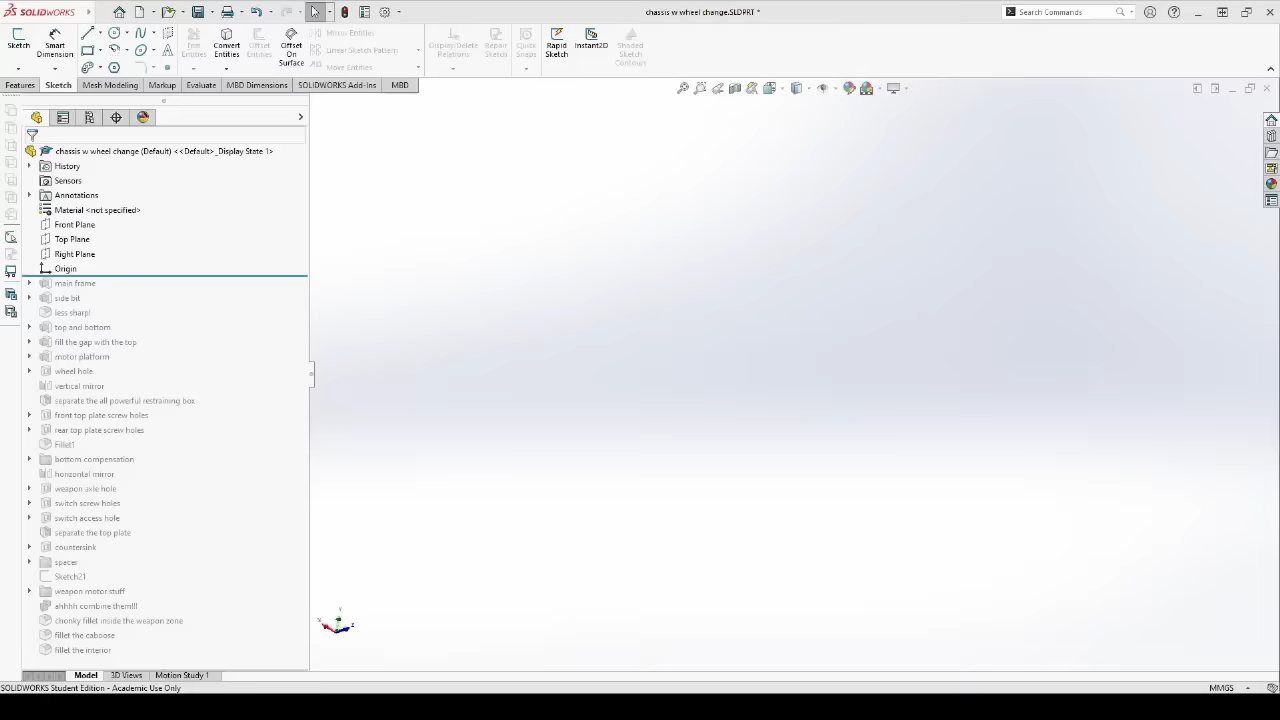 SOLIDWORKS
chassis w wheel change.SLDPRT *
Search Commands
Sketch
Smart Dimension
Trim Entities
Convert Entities
Offset Entities
Offset On Surface
Mirror Entities
Linear Sketch Pattern
Move Entities
Display/Delete Relations
Repair Sketch
Quick Snaps
Rapid Sketch
Instant2D
Shaded Sketch Contours
Features
Sketch
Mesh Modeling
Markup
Evaluate
MBD Dimensions
SOLIDWORKS Add-Ins
MBD
chassis w wheel change (Default) <<Default>_Display State 1>
History
Sensors
Annotations
Material <not specified>
Front Plane
Top Plane
Right Plane
Origin
main frame
side bit
less sharp!
top and bottom
fill the gap with the top
motor platform
wheel hole
vertical mirror
separate the all powerful restraining box
front top plate screw holes
rear top plate screw holes
Fillet1
bottom compensation
honzontal mirror
weapon axle hole
switch screw holes
switch access hole
separate the top plate
countersink
spacer
Sketch21
weapon motor stuff
ahhhh combine them!!!
chonky fillet inside the weapon zone
fillet the caboose
fillet the interior
Y
X
Z
Model
3D Views
Motion Study 1
SOLIDWORKS Student Edition - Academic Use Only
MMGS